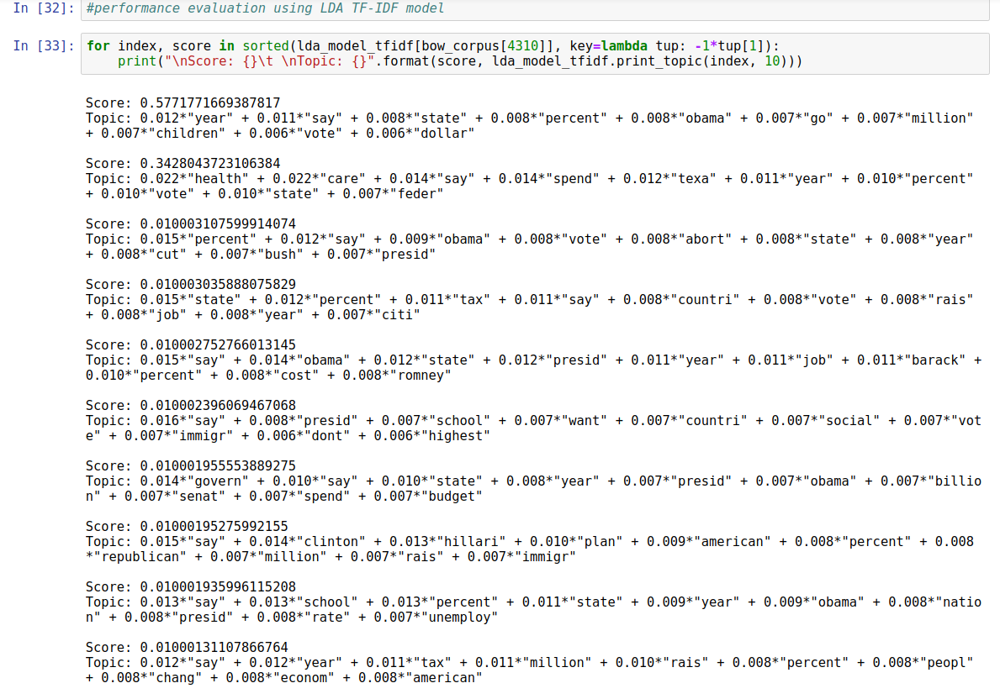 In [32]: #performance evaluation using LDA TF-IDF model
In [33]: for index, score in sorted(lda_model_tfidf[bow_corpus[4310]], key=lambda tup: -1*tup[1]):
    print("\nScore: {}\t \nTopic: {}".format(score, lda_model_tfidf.print_topic(index, 10)))
Score: 0.5771771669387817
Topic: 0.012*"year" + 0.011*"say" + 0.008*"state" + 0.008*"percent" + 0.008*"obama" + 0.007*"go" + 0.007*"million"
+ 0.007*"children" + 0.006*"vote" + 0.006*"dollar"
Score: 0.3428043723106384
Topic: 0.022*"health" + 0.022*"care" + 0.014*"say" + 0.014*"spend" + 0.012*"texa" + 0.011*"year" + 0.010*"percent"
+ 0.010*"vote" + 0.010*"state" + 0.007*"feder"
Score: 0.010003107599914074
Topic: 0.015*"percent" + 0.012*"say" + 0.009*"obama" + 0.008*"vote" + 0.008*"abort" + 0.008*"state" + 0.008*"year"
+ 0.008*"cut" + 0.007*"bush" + 0.007*"presid"
Score: 0.010003035888075829
Topic: 0.015*"state" + 0.012*"percent" + 0.011*"tax" + 0.011*"say" + 0.008*"countri" + 0.008*"vote" + 0.008*"rais"
+ 0.008*"job" + 0.008*"year" + 0.007*"citi"
Score: 0.010002752766013145
Topic: 0.015*"say" + 0.014*"obama" + 0.012*"state" + 0.012*"presid" + 0.011*"year" + 0.011*"job" + 0.011*"barack" +
0.010*"percent" + 0.008*"cost" + 0.008*"romney"
Score: 0.010002396069467068
Topic: 0.016*"say" + 0.008*"presid" + 0.007*"school" + 0.007*"want" + 0.007*"countri" + 0.007*"social" + 0.007*"vot
e" + 0.007*"immigr" + 0.006*"dont" + 0.006*"highest"
Score: 0.010001955553889275
Topic: 0.014*"govern" + 0.010*"say" + 0.010*"state" + 0.008*"year" + 0.007*"presid" + 0.007*"obama" + 0.007*"billio
n" + 0.007*"senat" + 0.007*"spend" + 0.007*"budget"
Score: 0.01000195275992155
Topic: 0.015*"say" + 0.014*"clinton" + 0.013*"hillari" + 0.010*"plan" + 0.009*"american" + 0.008*"percent" + 0.008
*"republican" + 0.007*"million" + 0.007*"rais" + 0.007*"immigr"
Score: 0.010001935996115208
Topic: 0.013*"say" + 0.013*"school" + 0.013*"percent" + 0.011*"state" + 0.009*"year" + 0.009*"obama" + 0.008*"natio
n" + 0.008*"presid" + 0.008*"rate" + 0.007*"unemploy"
Score: 0.01000131107866764
Topic: 0.012*"say" + 0.012*"year" + 0.011*"tax" + 0.011*"million" + 0.010*"rais" + 0.008*"percent" + 0.008*"peopl"
+ 0.008*"chang" + 0.008*"econom" + 0.008*"american"